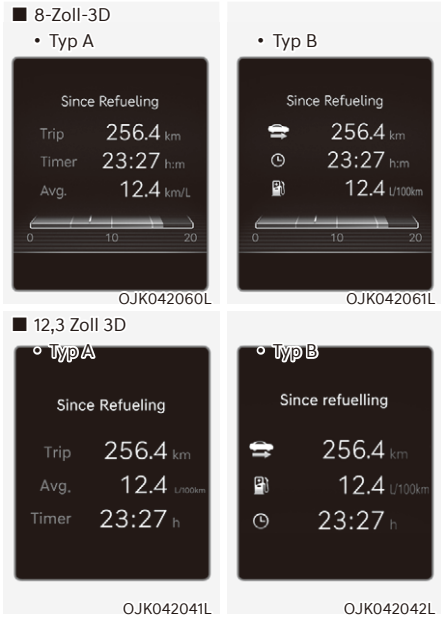 ■ 8-Zoll-3D
• Typ A
• Typ B
Since Refueling
Trip 256.4 km
Timer 23:27 h:m
Avg. 12.4 km/L
0 10 20
OJK042060L
Since Refueling
256.4 km
23:27 h:m
12.4 L/100km
0 10 20
OJK042061L
■ 12,3 Zoll 3D
Typ A
Typ B
Since Refueling
Trip 256.4 km
Avg. 12.4 L/100km
Timer 23:27 h
OJK042041L
Since refuelling
256.4 km
12.4 L/100km
23:27 h
OJK042042L